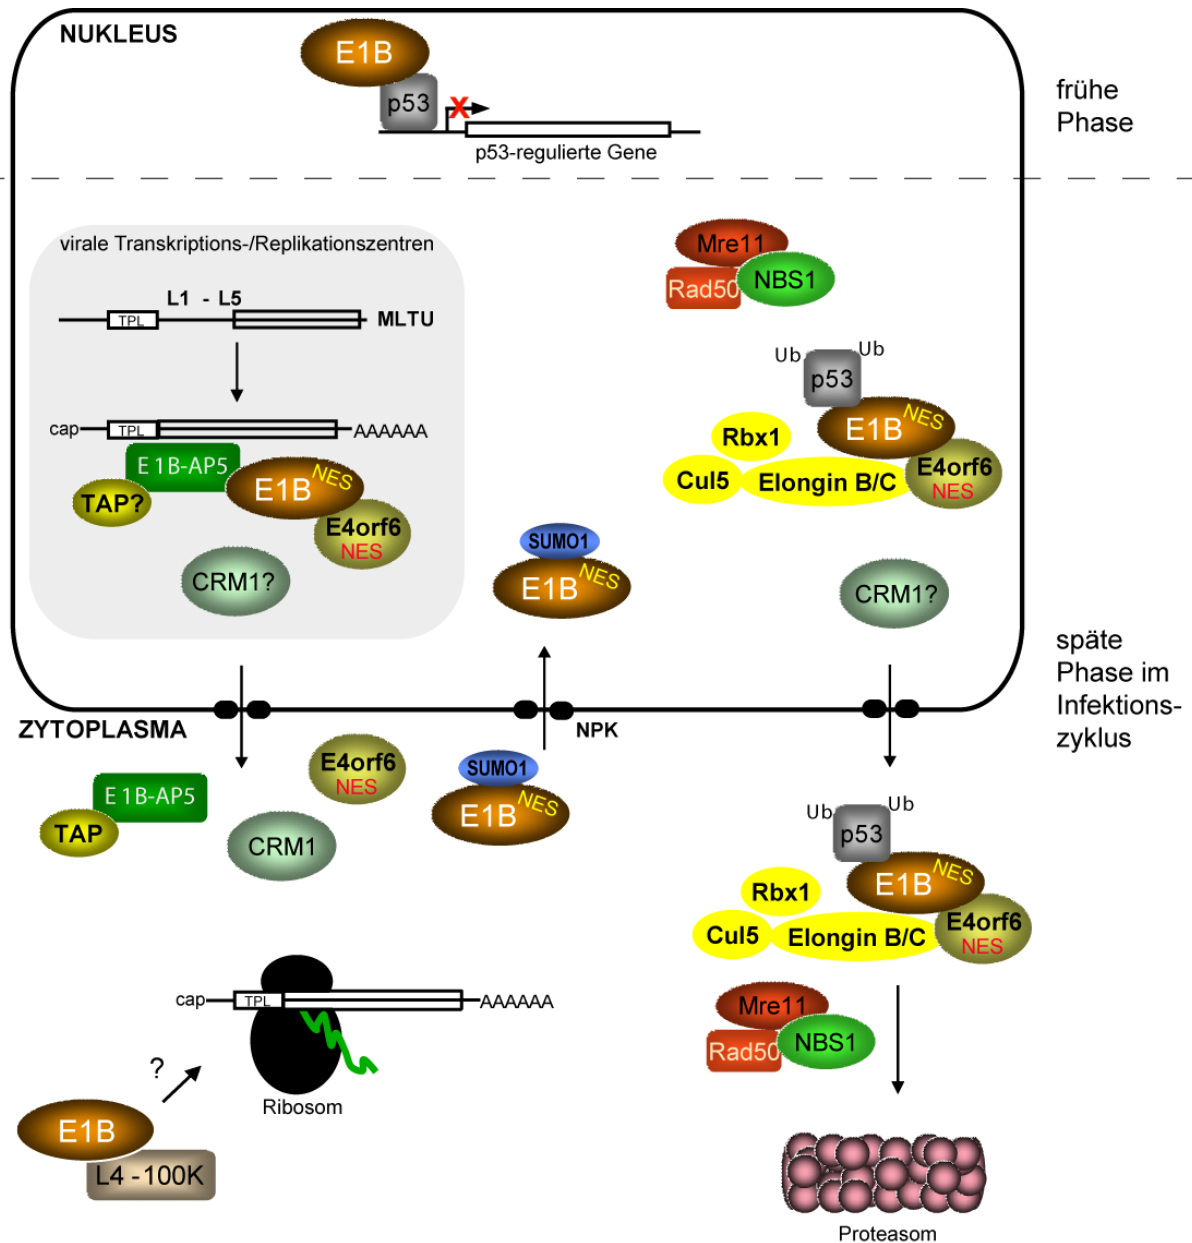 NUKLEUS
E1B
p53
X
p53-regulierte Gene
frühe
Phase
virale Transkriptions-/Replikationszentren
L1 - L5
TPL
MLTU
cap
TPL
AAAAAA
E1B-AP5
TAP?
E1B
NES
E4orf6
NES
CRM1?
SUMO1
E1B
NES
Mre11
Rad50
NBS1
Ub
Ub
p53
E1B
NES
Rbx1
Cul5
Elongin B/C
E4orf6
NES
CRM1?
späte
Phase im
Infektions-
zyklus
ZYTOPLASMA
NPK
E1B-AP5
TAP
E4orf6
NES
CRM1
SUMO1
E1B
NES
Ub
Ub
p53
E1B
NES
Rbx1
Cul5
Elongin B/C
E4orf6
NES
Mre11
Rad50
NBS1
cap
TPL
AAAAAA
Ribosom
?
E1B
L4 -100K
Proteasom